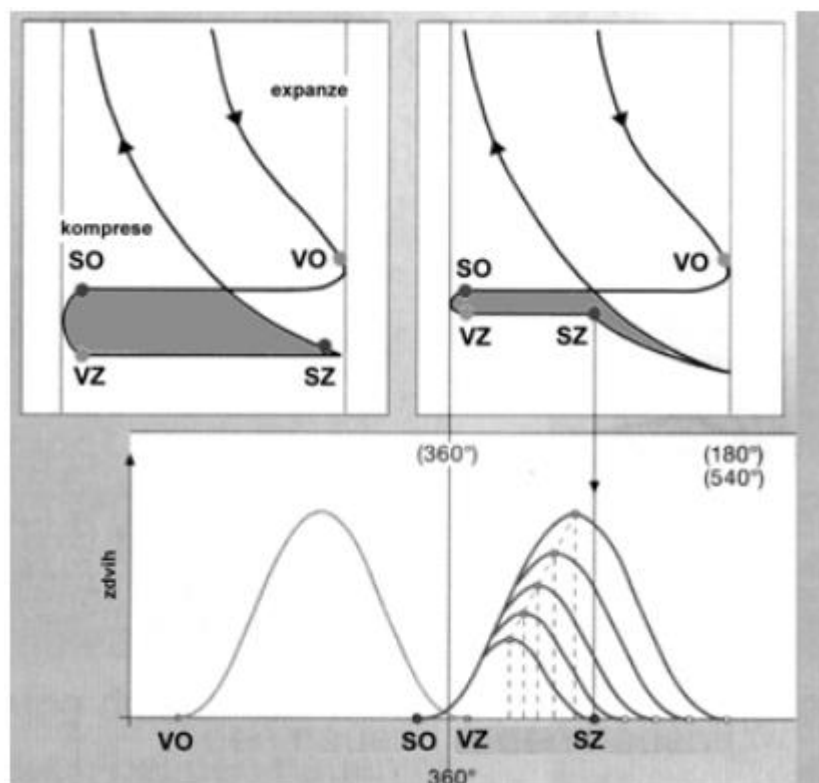 expanze
komprese
SO
VO
VZ
SZ
SO
VO
VZ
SZ
(360°)
(180°)
(540°)
zdvih
VO
SO
VZ
SZ
360°